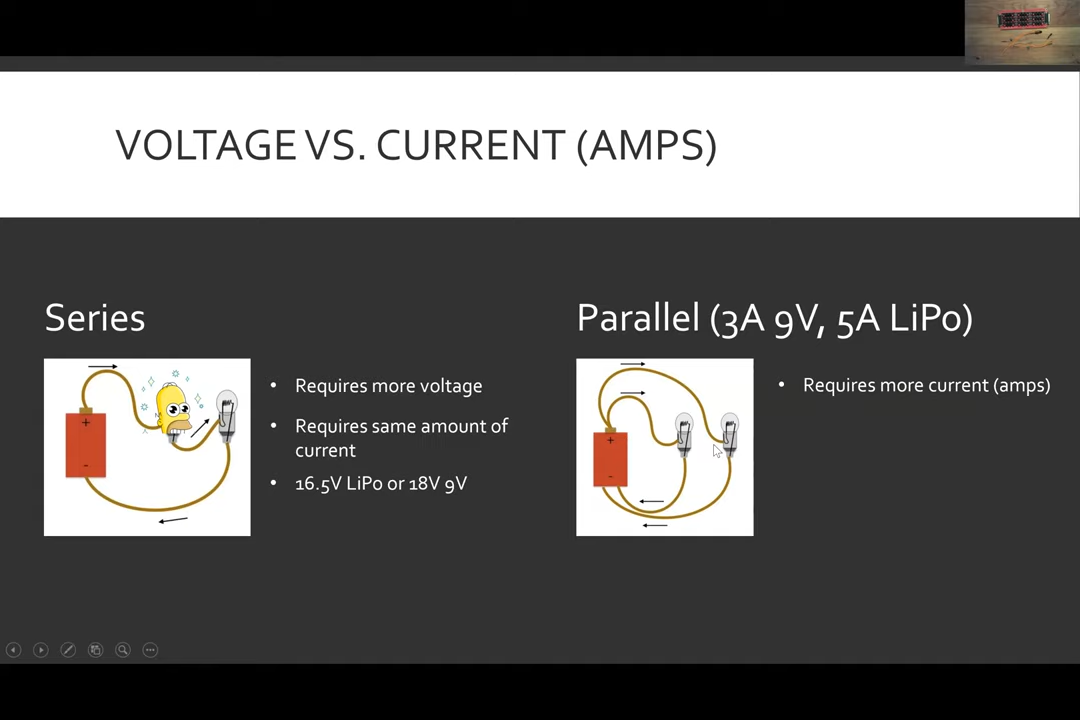 VOLTAGE VS. CURRENT (AMPS)
Series
+
-
• Requires more voltage
• Requires same amount of
current
• 16.5V LiPo or 18V 9V
Parallel (3A 9V, 5A LiPo)
+
-
• Requires more current (amps)